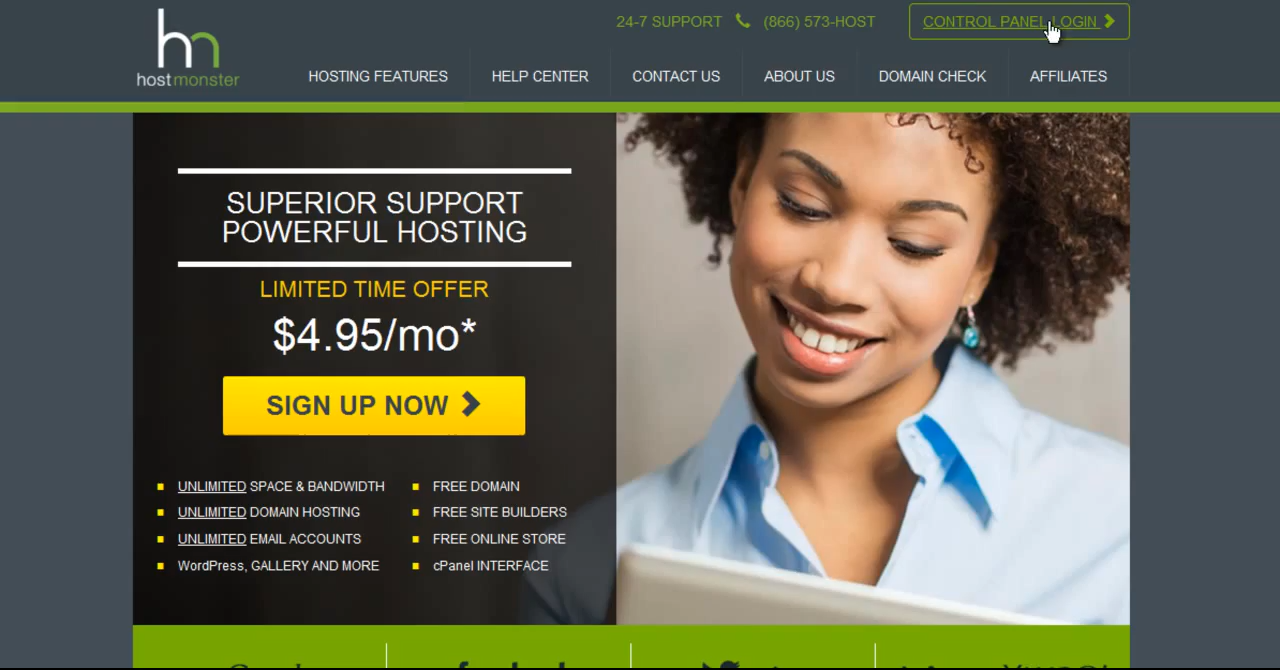 hn
hostmonster
24-7 SUPPORT (866) 573-HOST
CONTROL PANEL LOGIN
HOSTING FEATURES
HELP CENTER
CONTACT US
ABOUT US
DOMAIN CHECK
AFFILIATES
SUPERIOR SUPPORT
POWERFUL HOSTING
LIMITED TIME OFFER
$4.95/mo*
SIGN UP NOW
UNLIMITED SPACE & BANDWIDTH
UNLIMITED DOMAIN HOSTING
UNLIMITED EMAIL ACCOUNTS
WordPress, GALLERY AND MORE
FREE DOMAIN
FREE SITE BUILDERS
FREE ONLINE STORE
cPanel INTERFACE